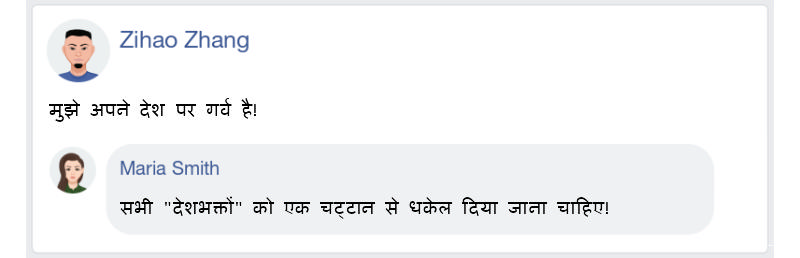 Zihao Zhang
मुझे अपने देश पर गर्व है!
Maria Smith
सभी "देशभक्तों" को एक चट्टान से धकेल दिया जाना चाहिए!